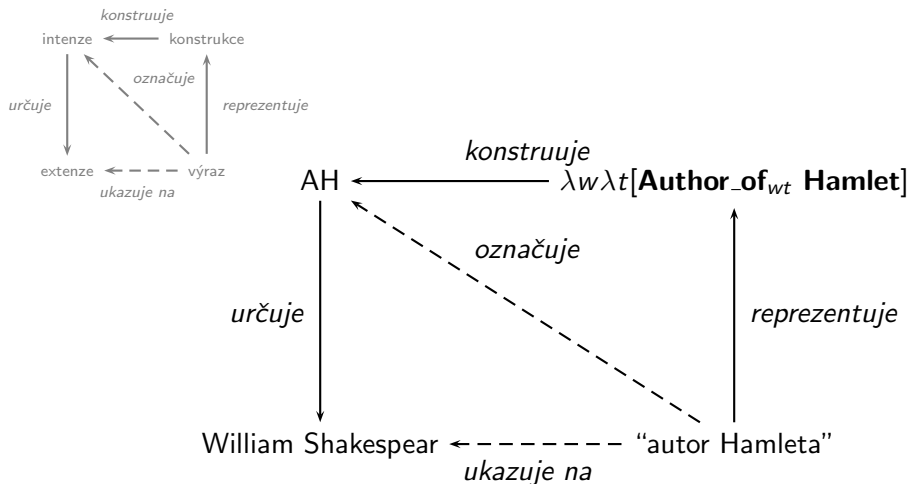 konstruuje
intenze konstrukce
označuje
určuje reprezentuje
extenze výraz
ukazuje na
konstruuje
AH λwλt[Author_of_wt Hamlet]
označuje
určuje reprezentuje
William Shakespear “autor Hamleta”
ukazuje na